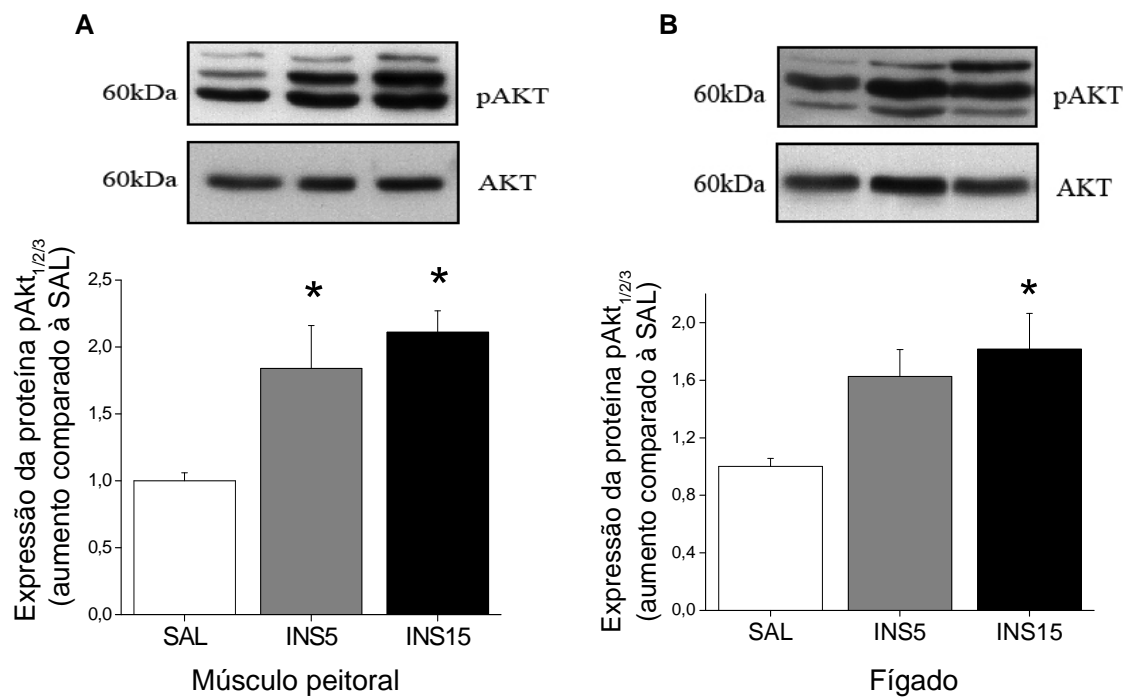 A
60kDa
pAKT
60kDa
AKT
Expressão da proteína pAkt1/2/3
(aumento comparado à SAL)
2,5
2,0
1,5
1,0
0,5
0,0
*
*
SAL INS5 INS15
Músculo peitoral
B
60kDa
pAKT
60kDa
AKT
Expressão da proteína pAkt1/2/3
(aumento comparado à SAL)
2,0
1,6
1,2
0,8
0,4
0,0
*
SAL INS5 INS15
Fígado